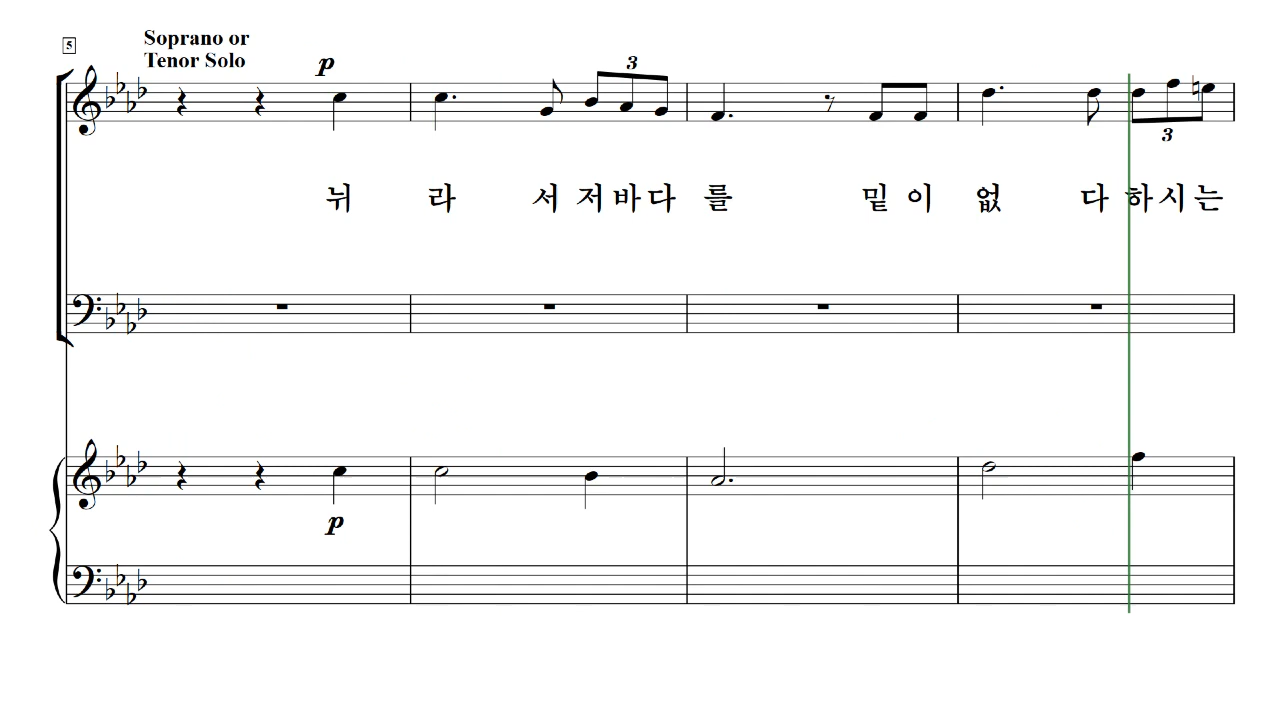 5
Soprano or
Tenor Solo
p
3
3
뉘 라 서 저 바 다 를 밑 이 없 다 하 시 는
p